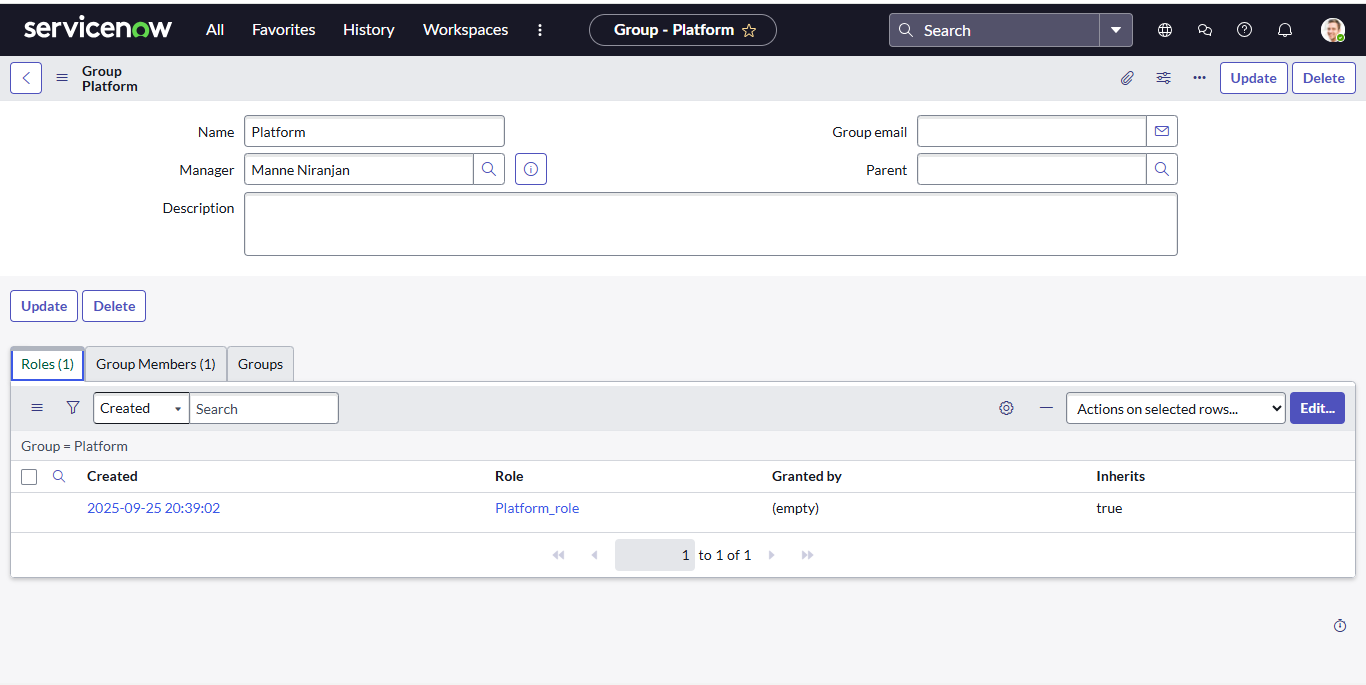 servicenow All Favorites History Workspaces Group - Platform Search
Group
Platform
Update Delete
Name Platform Group email
Manager Manne Niranjan Parent
Description
Update Delete
Roles (1) Group Members (1) Groups
Created Search Actions on selected rows... Edit...
Group = Platform
Created Role Granted by Inherits
2025-09-25 20:39:02 Platform_role (empty) true
1 to 1 of 1